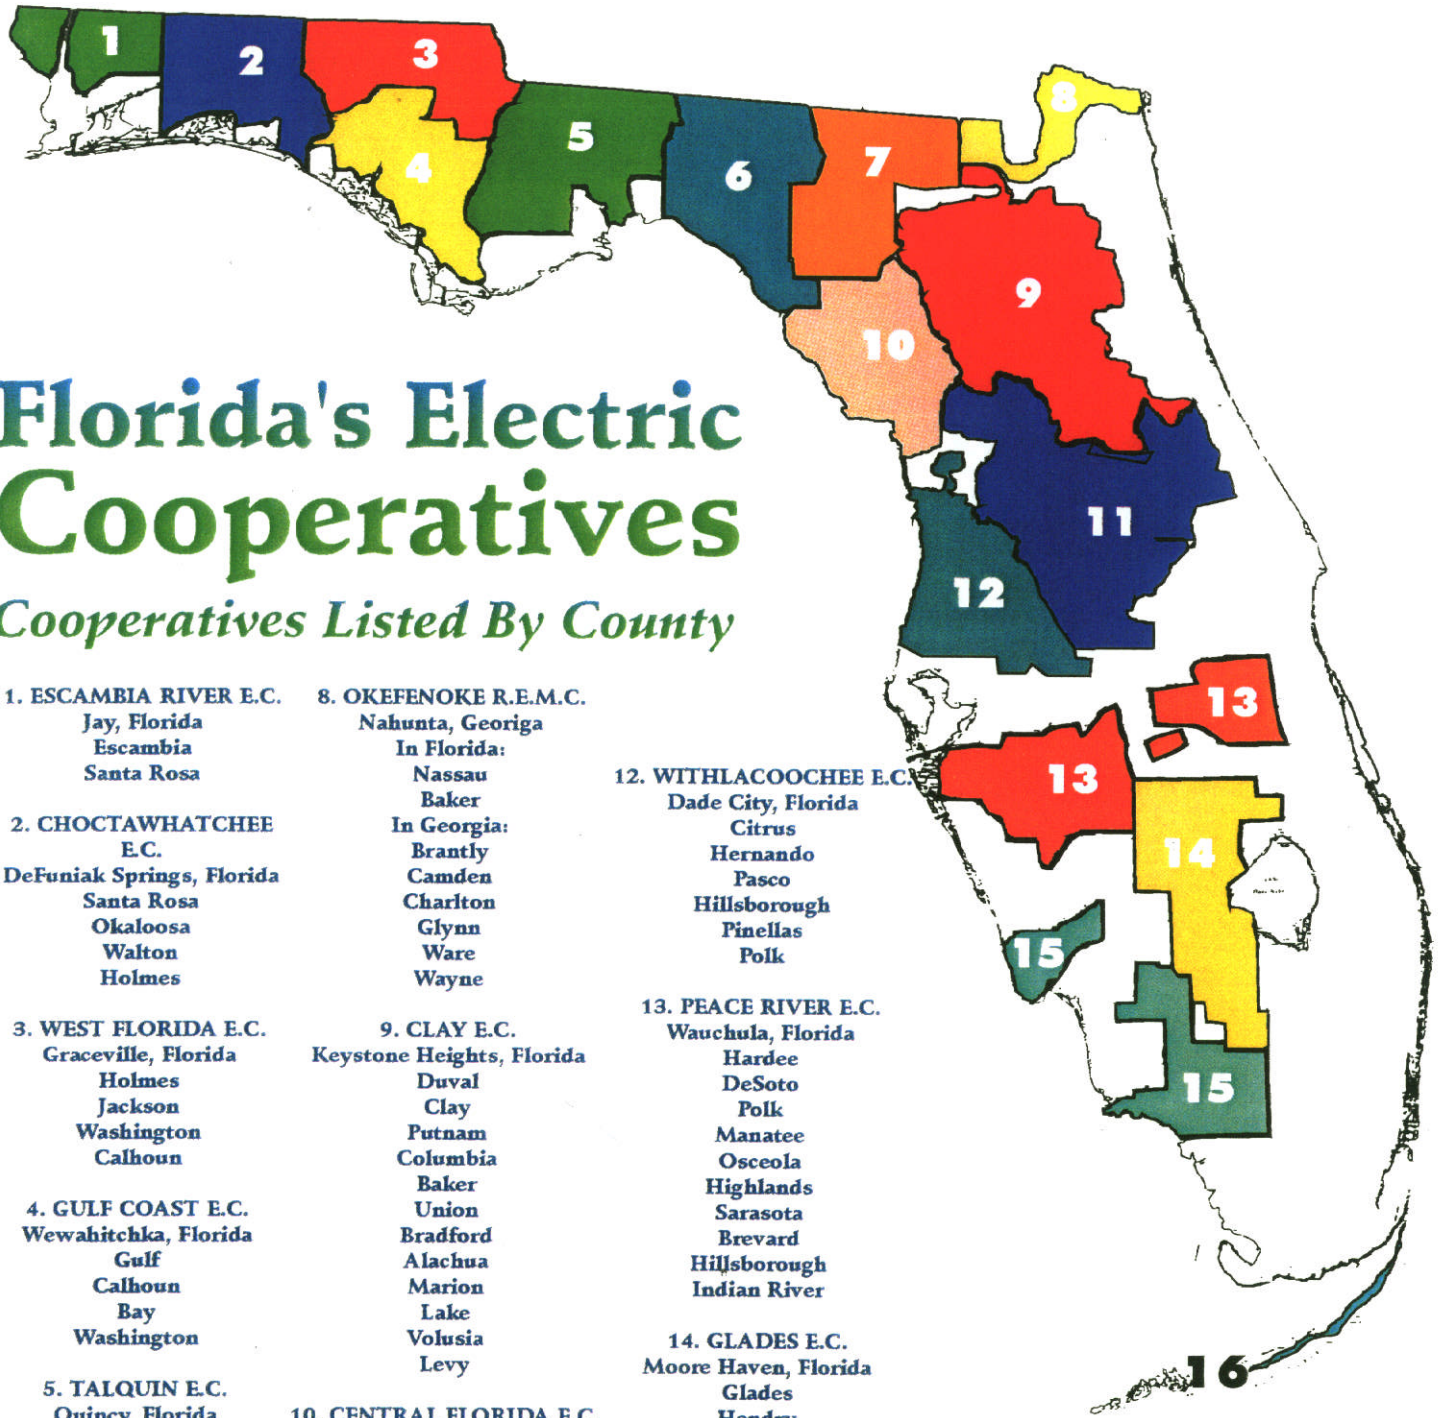 1
2
3
4
5
6
7
8
9
10
11
12
13
13
14
15
15
16
Florida's Electric
Cooperatives
Cooperatives Listed By County
1. ESCAMBIA RIVER E.C.
Jay, Florida
Escambia
Santa Rosa
2. CHOCTAWHATCHEE
E.C.
DeFuniak Springs, Florida
Santa Rosa
Okaloosa
Walton
Holmes
3. WEST FLORIDA E.C.
Graceville, Florida
Holmes
Jackson
Washington
Calhoun
4. GULF COAST E.C.
Wewahitchka, Florida
Gulf
Calhoun
Bay
Washington
5. TALQUIN E.C.
Quincy, Florida
8. OKEFENOKE R.E.M.C.
Nahunta, Georiga
In Florida:
Nassau
Baker
In Georgia:
Brantly
Camden
Charlton
Glynn
Ware
Wayne
9. CLAY E.C.
Keystone Heights, Florida
Duval
Clay
Putnam
Columbia
Baker
Union
Bradford
Alachua
Marion
Lake
Volusia
Levy
10. CENTRAL FLORIDA E.C.
12. WITHLACOOCHEE E.C.
Dade City, Florida
Citrus
Hernando
Pasco
Hillsborough
Pinellas
Polk
13. PEACE RIVER E.C.
Wauchula, Florida
Hardee
DeSoto
Polk
Manatee
Osceola
Highlands
Sarasota
Brevard
Hillsborough
Indian River
14. GLADES E.C.
Moore Haven, Florida
Glades
Hendry